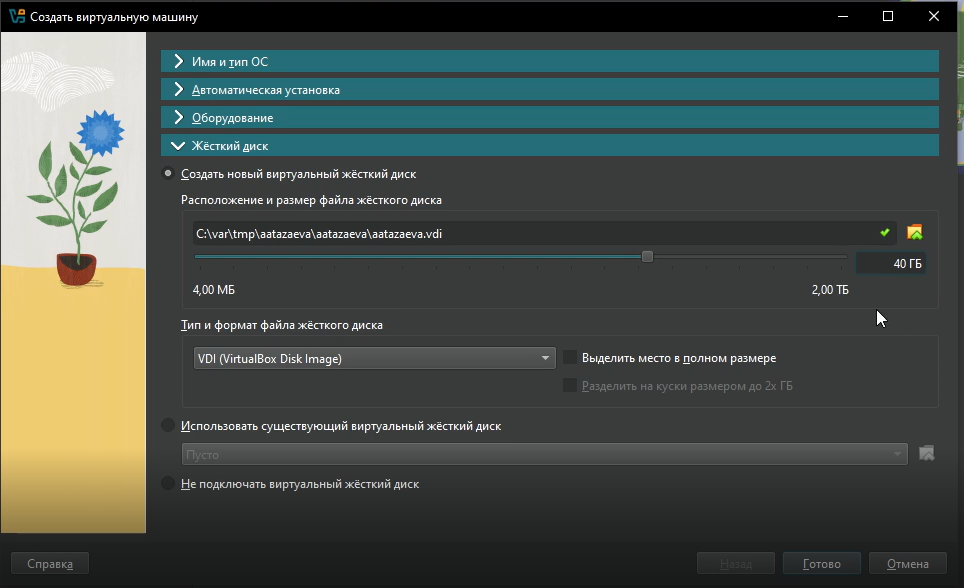 Создать виртуальную машину
Имя и тип ОС
Автоматическая установка
Оборудование
Жёсткий диск
Создать новый виртуальный жёсткий диск
Расположение и размер файла жёсткого диска
C:\var\tmp\aatazaeva\aatazaeva\aatazaeva.vdi
40 ГБ
4,00 МБ 2,00 ТБ
Тип и формат файла жёсткого диска
VDI (VirtualBox Disk Image) Выделить место в полном размере
Разделить на куски размером до 2х ГБ
Использовать существующий виртуальный жёсткий диск
Пусто
Не подключать виртуальный жёсткий диск
Справка Назад Готово Отмена